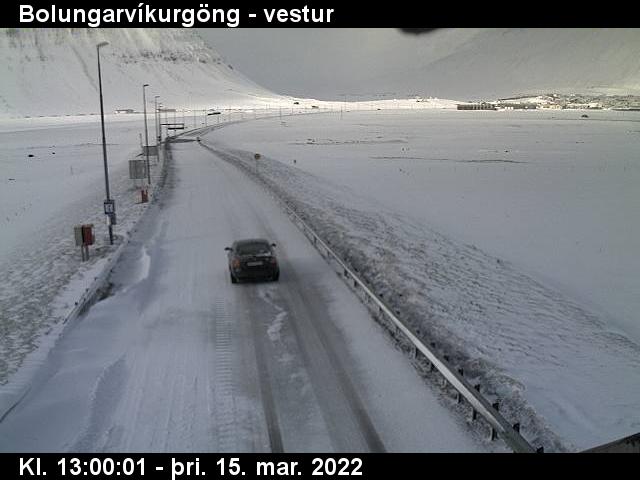 Bolungarvíkurgöng - vestur
Kl. 13:00:01 - þri. 15. mar. 2022